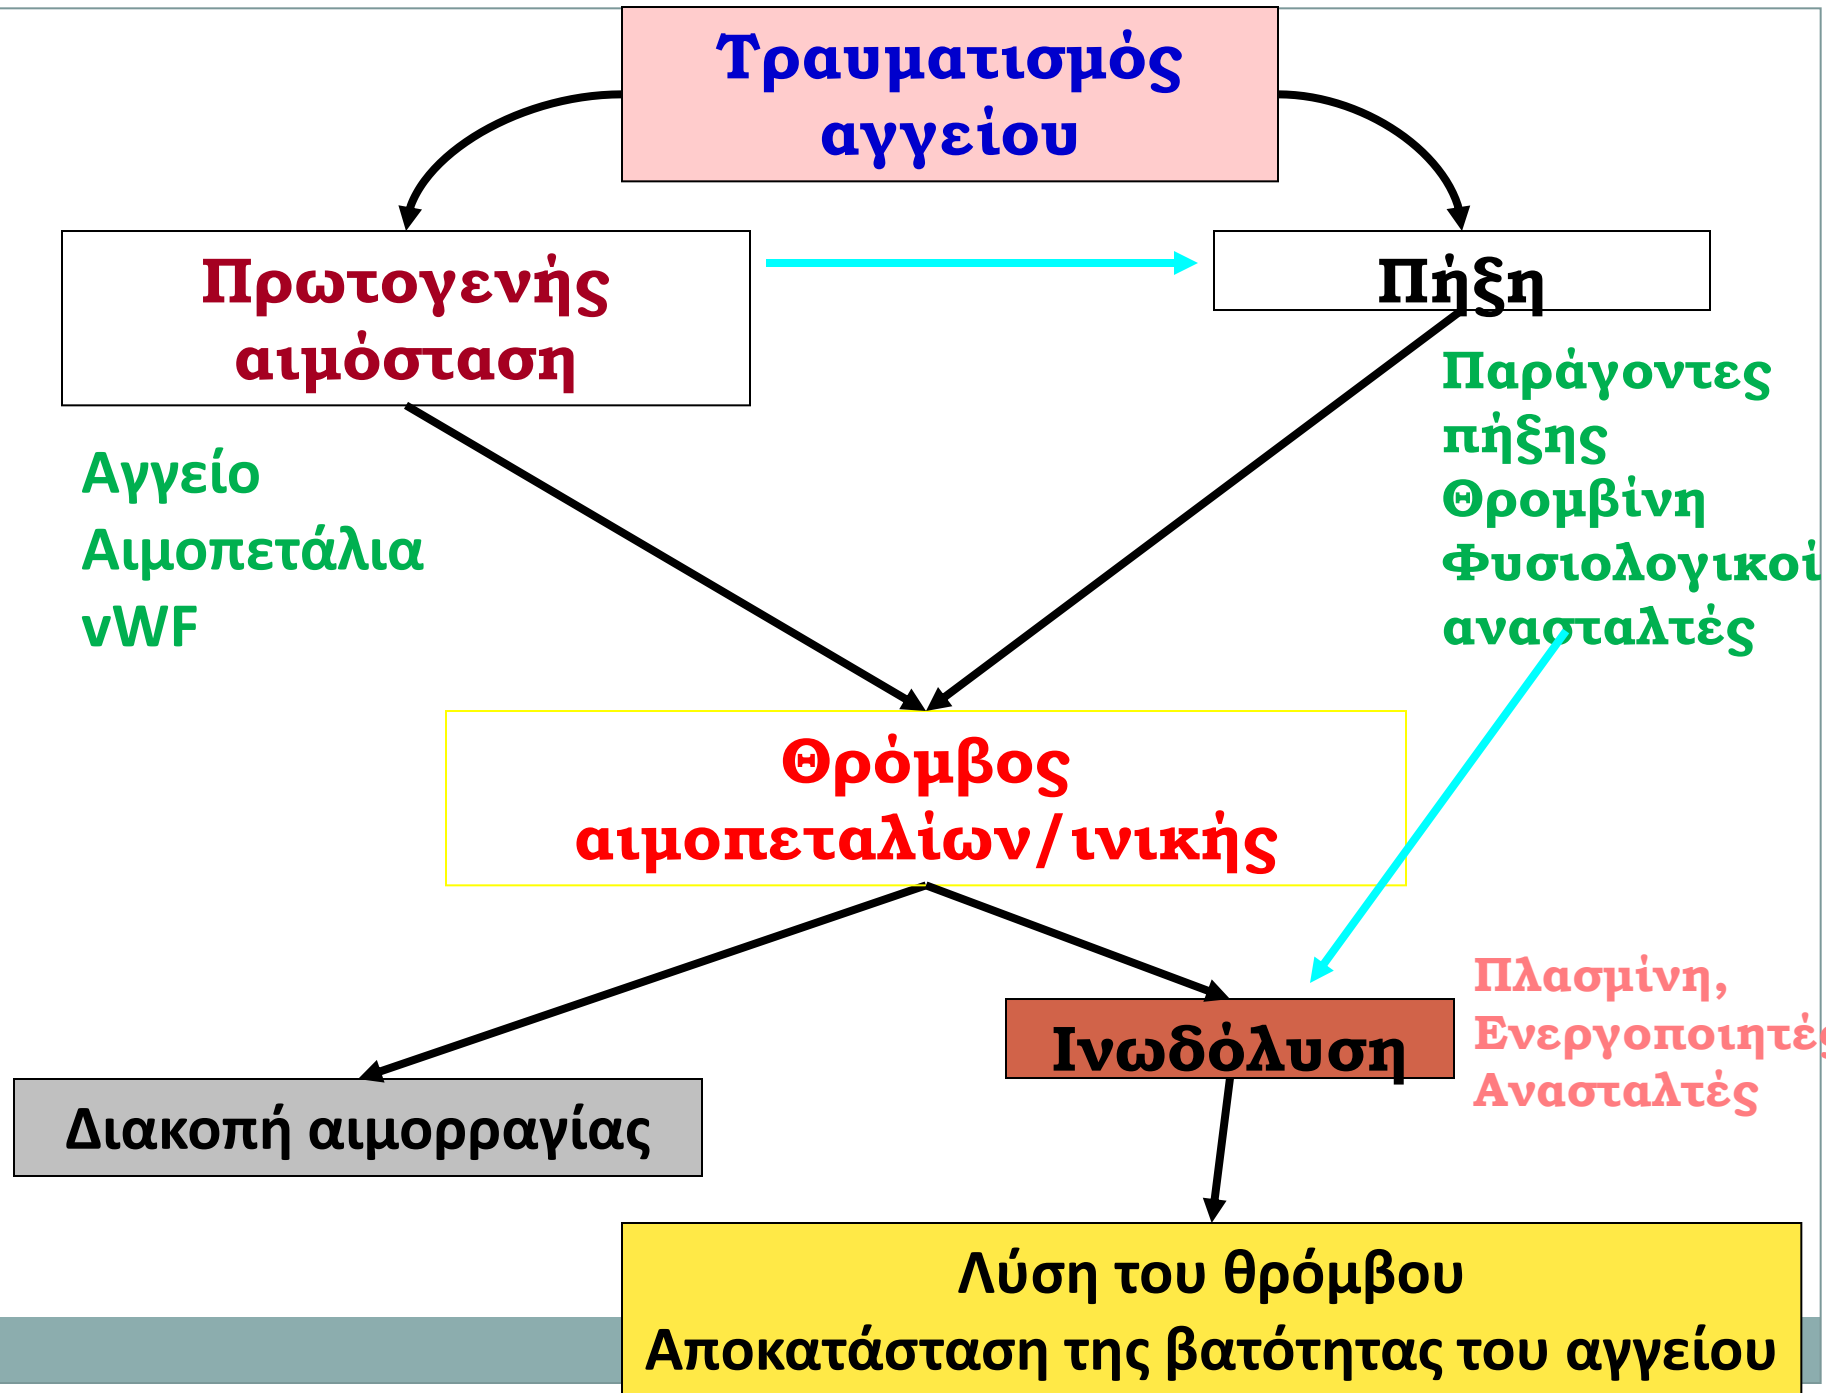 Τραυματισμός
αγγείου
Πρωτογενής
αιμόσταση
Πήξη
Αγγείο
Αιμοπετάλια
vWF
Παράγοντες
πήξης
Θρομβίνη
Φυσιολογικοί
ανασταλτές
Θρόμβος
αιμοπεταλίων/ινικής
Ινωδόλυση
Πλασμίνη,
Ενεργοποιητές
Ανασταλτές
Διακοπή αιμορραγίας
Λύση του θρόμβου
Αποκατάσταση της βατότητας του αγγείου